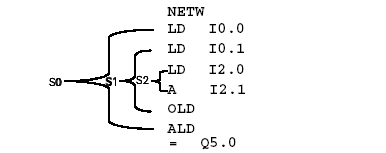 NETW
LD I0.0
LD I0.1
S0 S1 S2 LD I2.0
A I2.1
OLD
ALD
= Q5.0